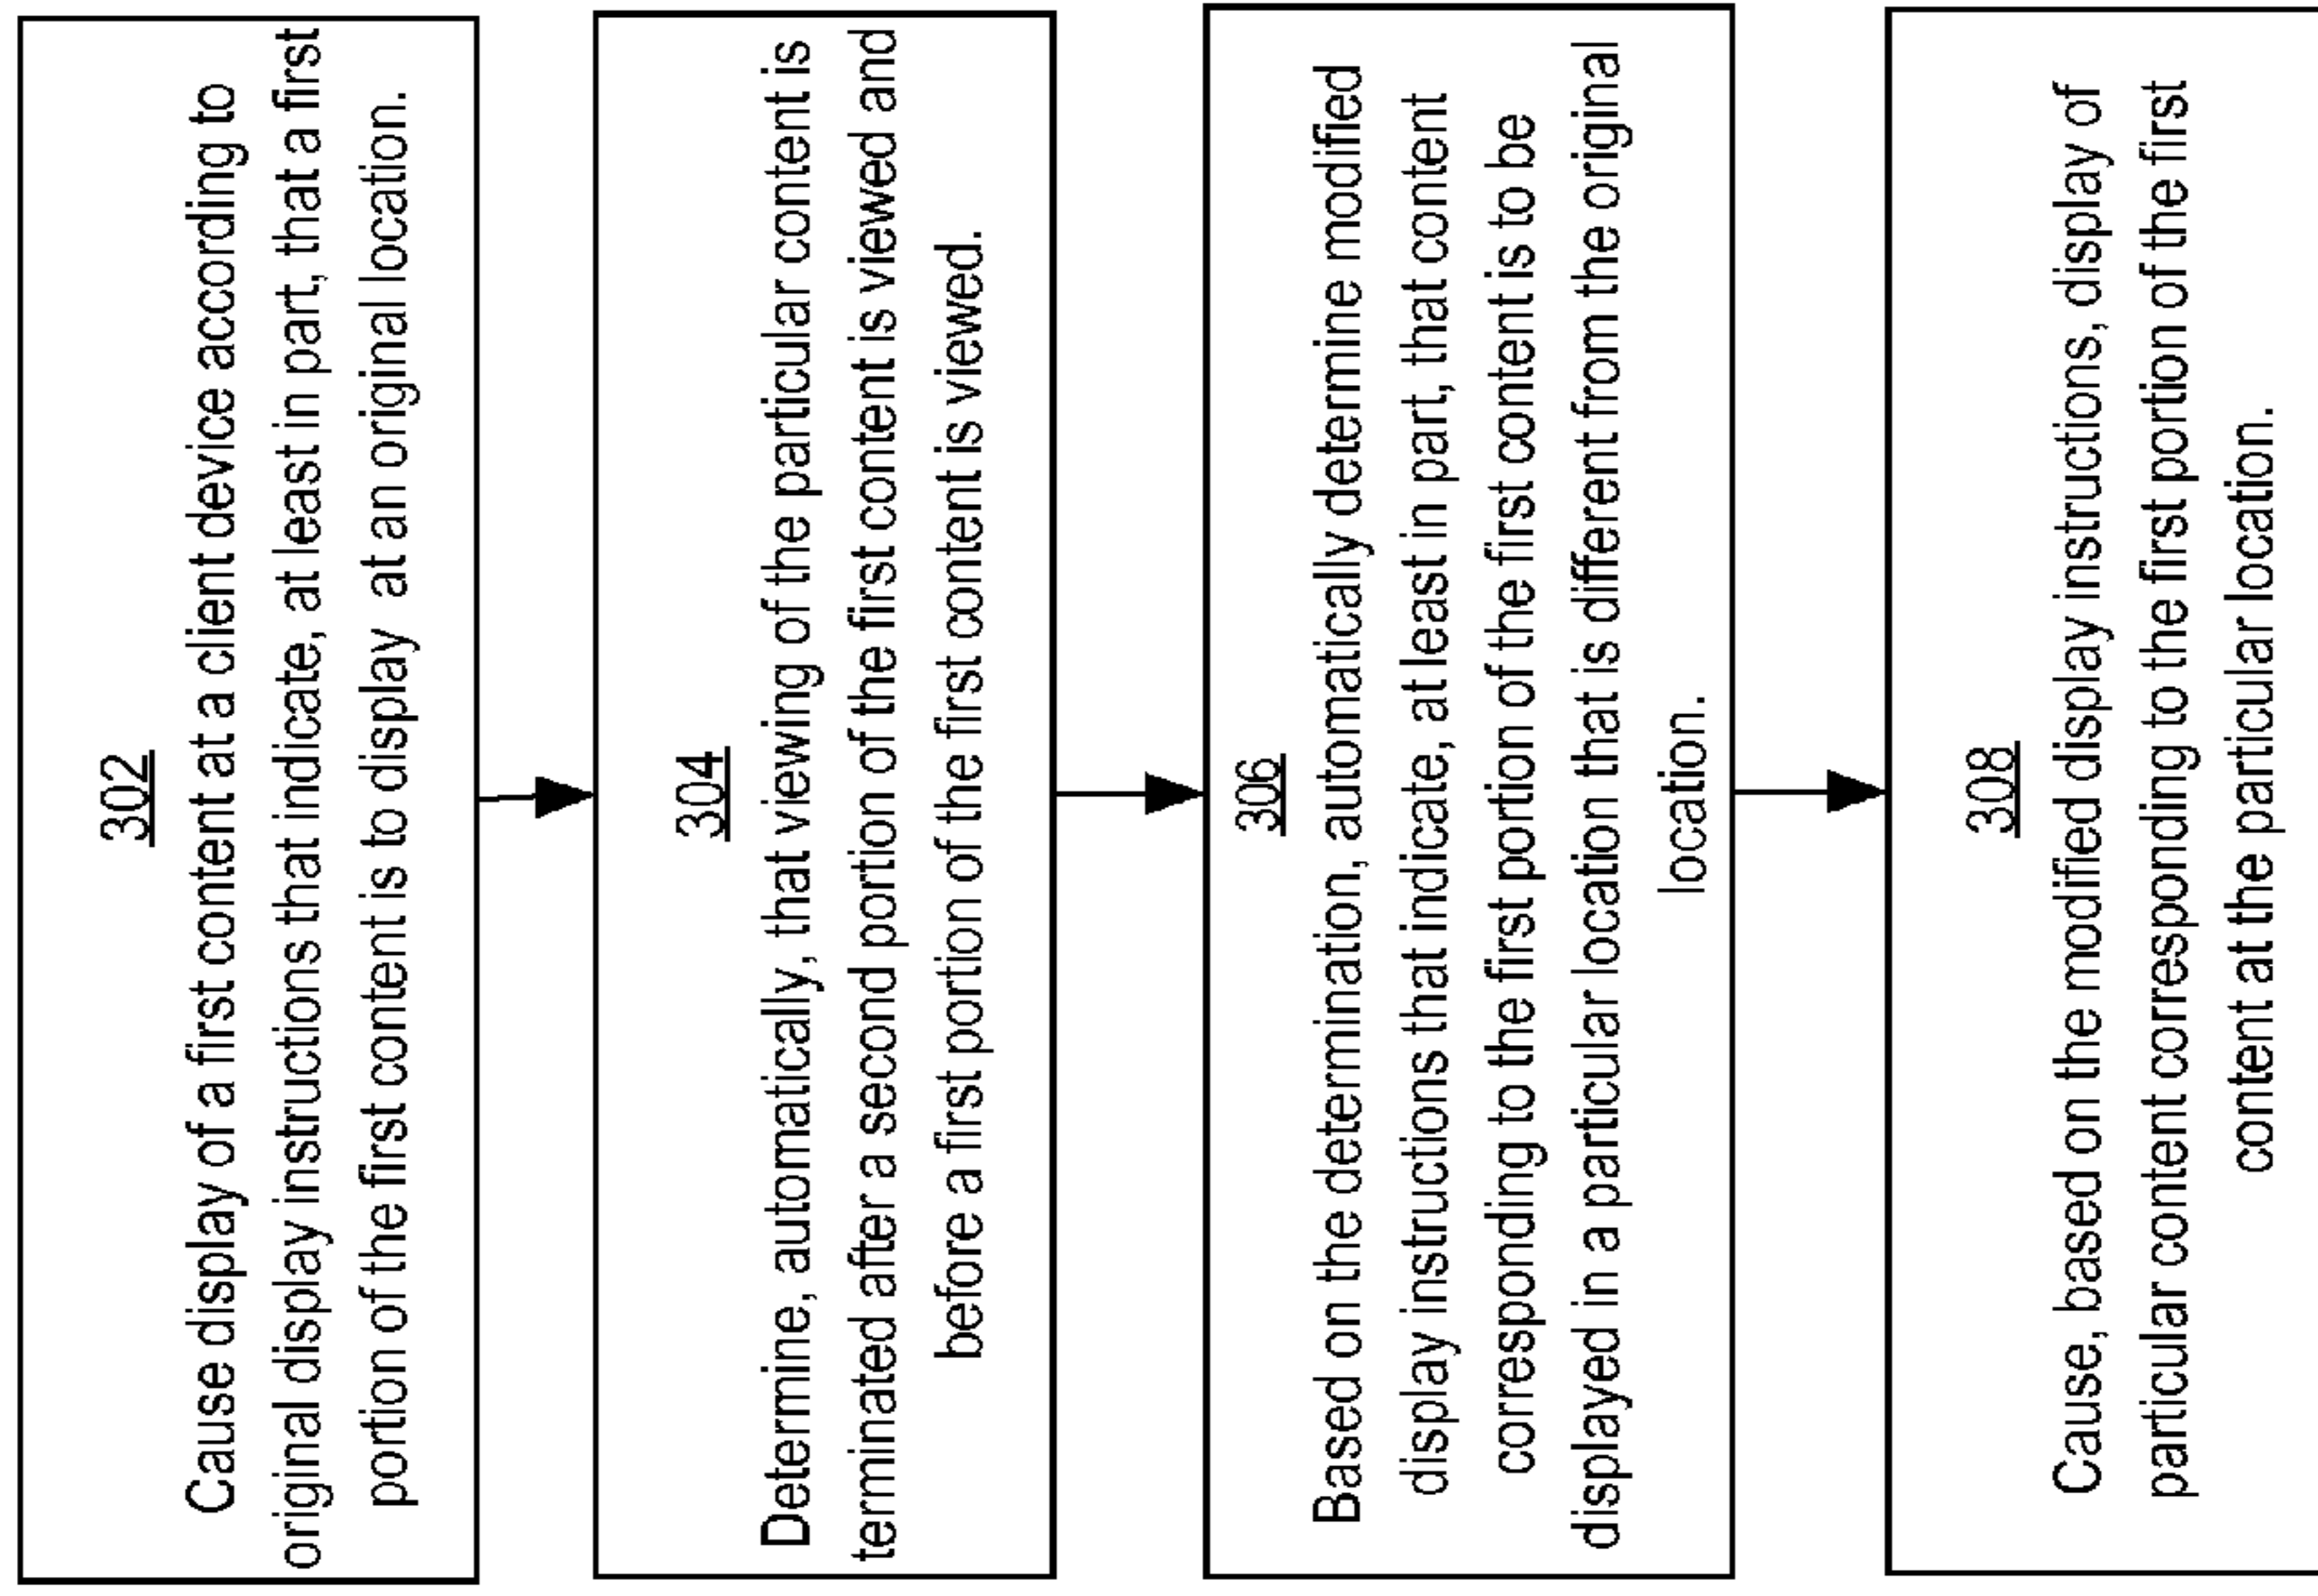 302
Cause display of a first content at a client device according to
original display instructions that indicate, at least in part, that a first
portion of the first content is to display at an original location.
304
Determine, automatically, that viewing of the particular content is
terminated after a second portion of the first content is viewed and
before a first portion of the first content is viewed.
306
Based on the determination, automatically determine modified
display instructions that indicate, at least in part, that content
corresponding to the first portion of the first content is to be
displayed in a particular location that is different from the original
location.
308
Cause, based on the modified display instructions, display of
particular content corresponding to the first portion of the first
content at the particular location.